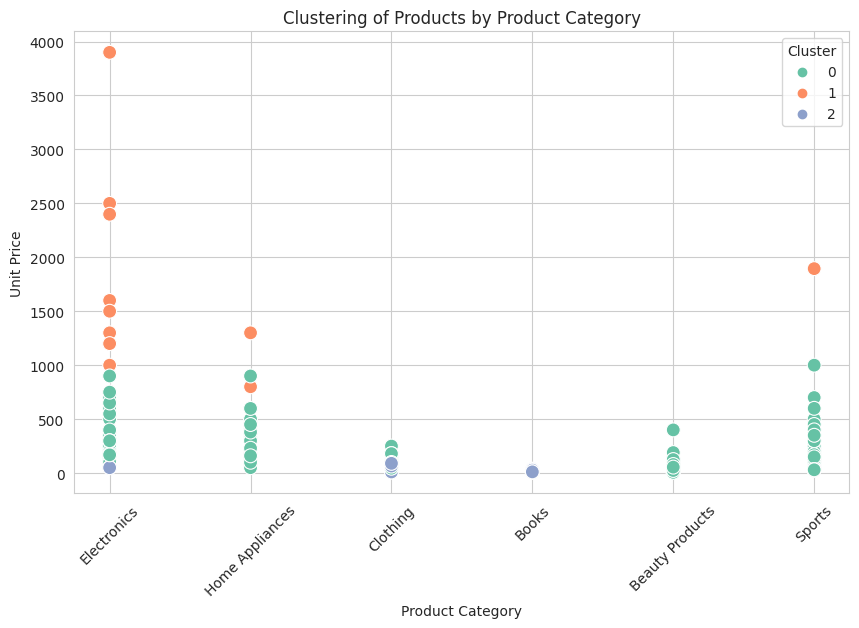 Clustering of Products by Product Category
Cluster
0
1
2
Unit Price
4000
3500
3000
2500
2000
1500
1000
500
0
Electronics
Home Appliances
Clothing
Books
Beauty Products
Sports
Product Category